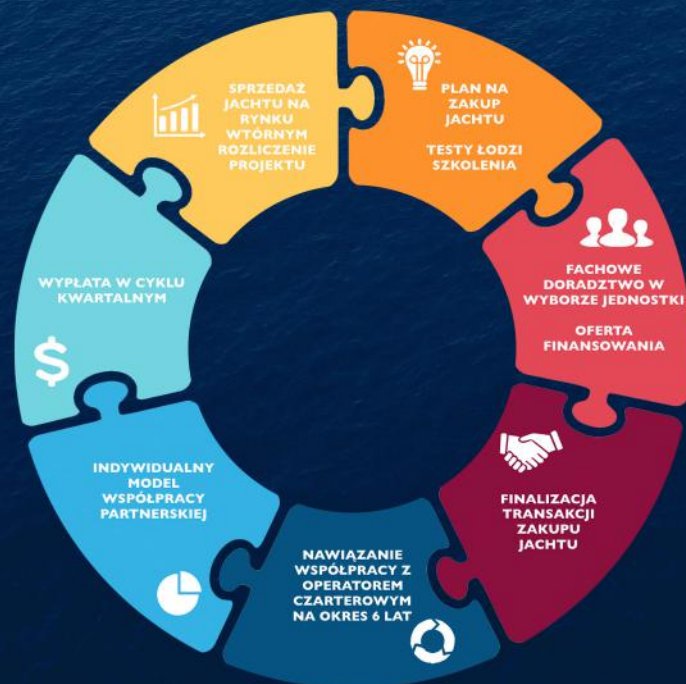 PLAN NA
ZAKUP
JACHTU
TESTY ŁODZI
SZKOLENIA
FACHOWE
DORADZTWO W
WYBORZE JEDNOSTKI
OFERTA
FINANSOWANIA
FINALIZACJA
TRANSAKCJI
ZAKUPU
JACHTU
NAWIĄZANIE
WSPÓŁPRACY Z
OPERATOREM
CZARTEROWYM
NA OKRES 6 LAT
INDYWIDUALNY
MODEL
WSPÓŁPRACY
PARTNERSKIEJ
WYPŁATA W CYKLU
KWARTALNYM
$
SPRZEDAŻ
JACHTU NA
RYNKU
WTÓRNYM
ROZLICZENIE
PROJEKTU